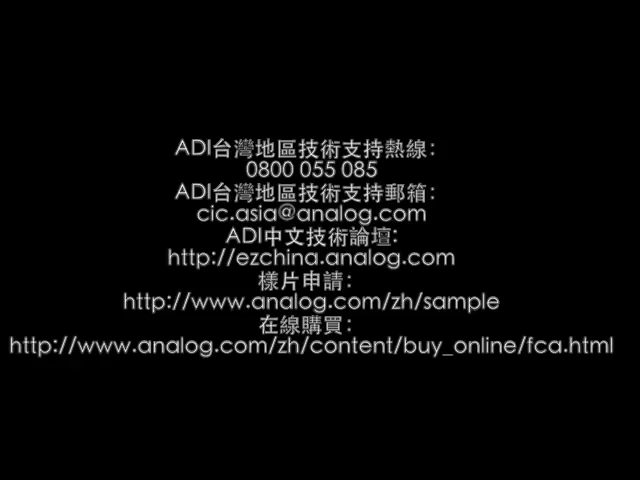 ADI台灣地區技術支持熱線：
0800 055 085
ADI台灣地區技術支持郵箱：
cic.asia@analog.com
ADI中文技術論壇:
http://ezchina.analog.com
樣片申請：
http://www.analog.com/zh/sample
在線購買：
http://www.analog.com/zh/content/buy_online/fca.html